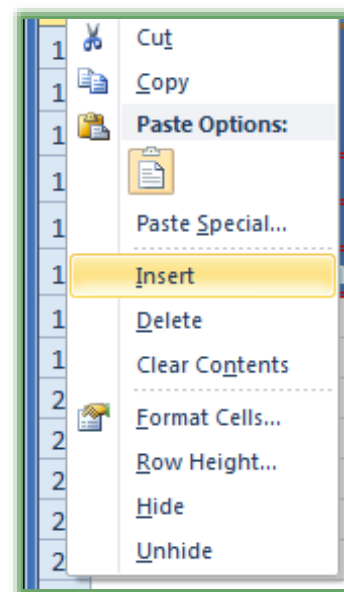 Cut
Copy
Paste Options:
Paste Special...
Insert
Delete
Clear Contents
Format Cells...
Row Height...
Hide
Unhide